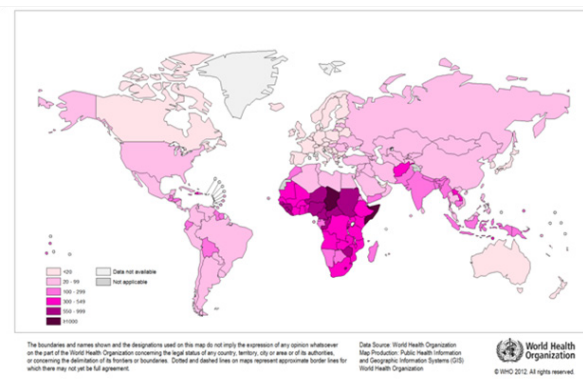 <20
20 - 99
100 - 299
300 - 549
550 - 999
≥1000
Data not available
Not applicable
The boundaries and names shown and the designations used on this map do not imply the expression of any opinion whatsoever
on the part of the World Health Organization concerning the legal status of any country, territory, city or area or of its authorities,
or concerning the delimitation of its frontiers or boundaries. Dotted and dashed lines on maps represent approximate border lines for
which there may not yet be full agreement.
Data Source: World Health Organization
Map Production: Public Health Information
and Geographic Information Systems (GIS)
World Health Organization
World Health
Organization
© WHO 2012. All rights reserved.